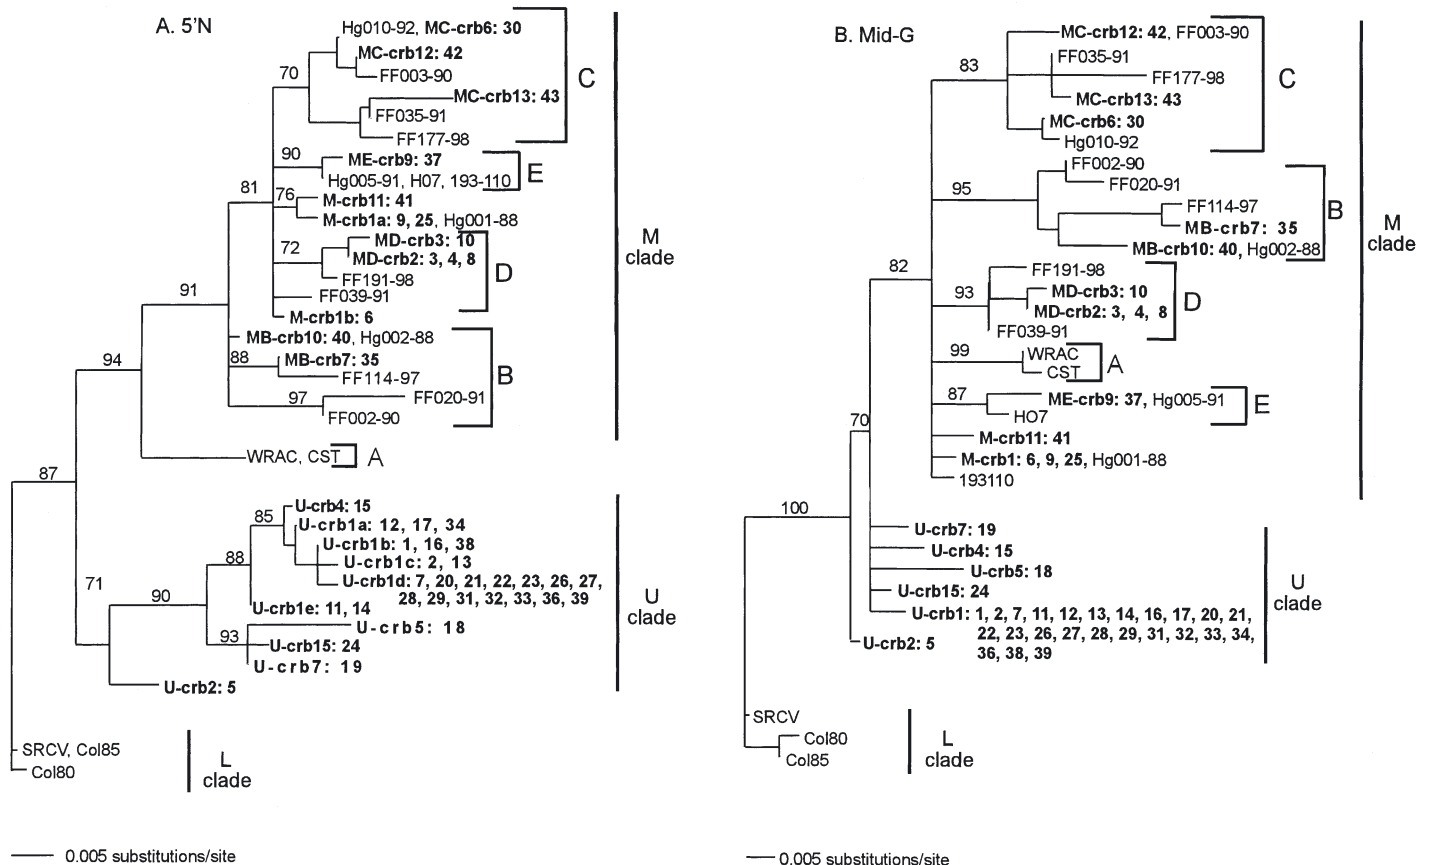 A. 5'N
Hg010-92, MC-crb6: 30
MC-crb12: 42
FF003-90
70
C
MC-crb13: 43
FF035-91
FF177-98
90
ME-crb9: 37
Hg005-91, H07, 193-110
E
81
76
M-crb11: 41
M-crb1a: 9, 25, Hg001-88
72
MD-crb3: 10
MD-crb2: 3, 4, 8
FF191-98
D
FF039-91
M-crb1b: 6
91
MB-crb10: 40, Hg002-88
88
MB-crb7: 35
FF114-97
B
97
FF020-91
FF002-90
94
WRAC, CST
A
M
clade
87
U-crb4: 15
85
U-crb1a: 12, 17, 34
U-crb1b: 1, 16, 38
88
U-crb1c: 2, 13
U-crb1d: 7, 20, 21, 22, 23, 26, 27,
28, 29, 31, 32, 33, 36, 39
71
90
U-crb1e: 11, 14
U-crb5: 18
93
U-crb15: 24
U-crb7: 19
U-crb2: 5
U
clade
SRCV, Col85
Col80
L
clade
0.005 substitutions/site
B. Mid-G
MC-crb12: 42, FF003-90
FF035-91
83
FF177-98
C
MC-crb13: 43
MC-crb6: 30
Hg010-92
FF002-90
95
FF020-91
FF114-97
B
MB-crb7: 35
MB-crb10: 40, Hg002-88
82
FF191-98
93
MD-crb3: 10
D
MD-crb2: 3, 4, 8
FF039-91
99
WRAC
CST
A
87
ME-crb9: 37, Hg005-91
E
HO7
70
M-crb11: 41
M-crb1: 6, 9, 25, Hg001-88
193110
M
clade
100
U-crb7: 19
U-crb4: 15
U-crb5: 18
U-crb15: 24
U-crb1: 1, 2, 7, 11, 12, 13, 14, 16, 17, 20, 21,
22, 23, 26, 27, 28, 29, 31, 32, 33, 34,
36, 38, 39
U-crb2: 5
U
clade
SRCV
Col80
Col85
L
clade
0.005 substitutions/site